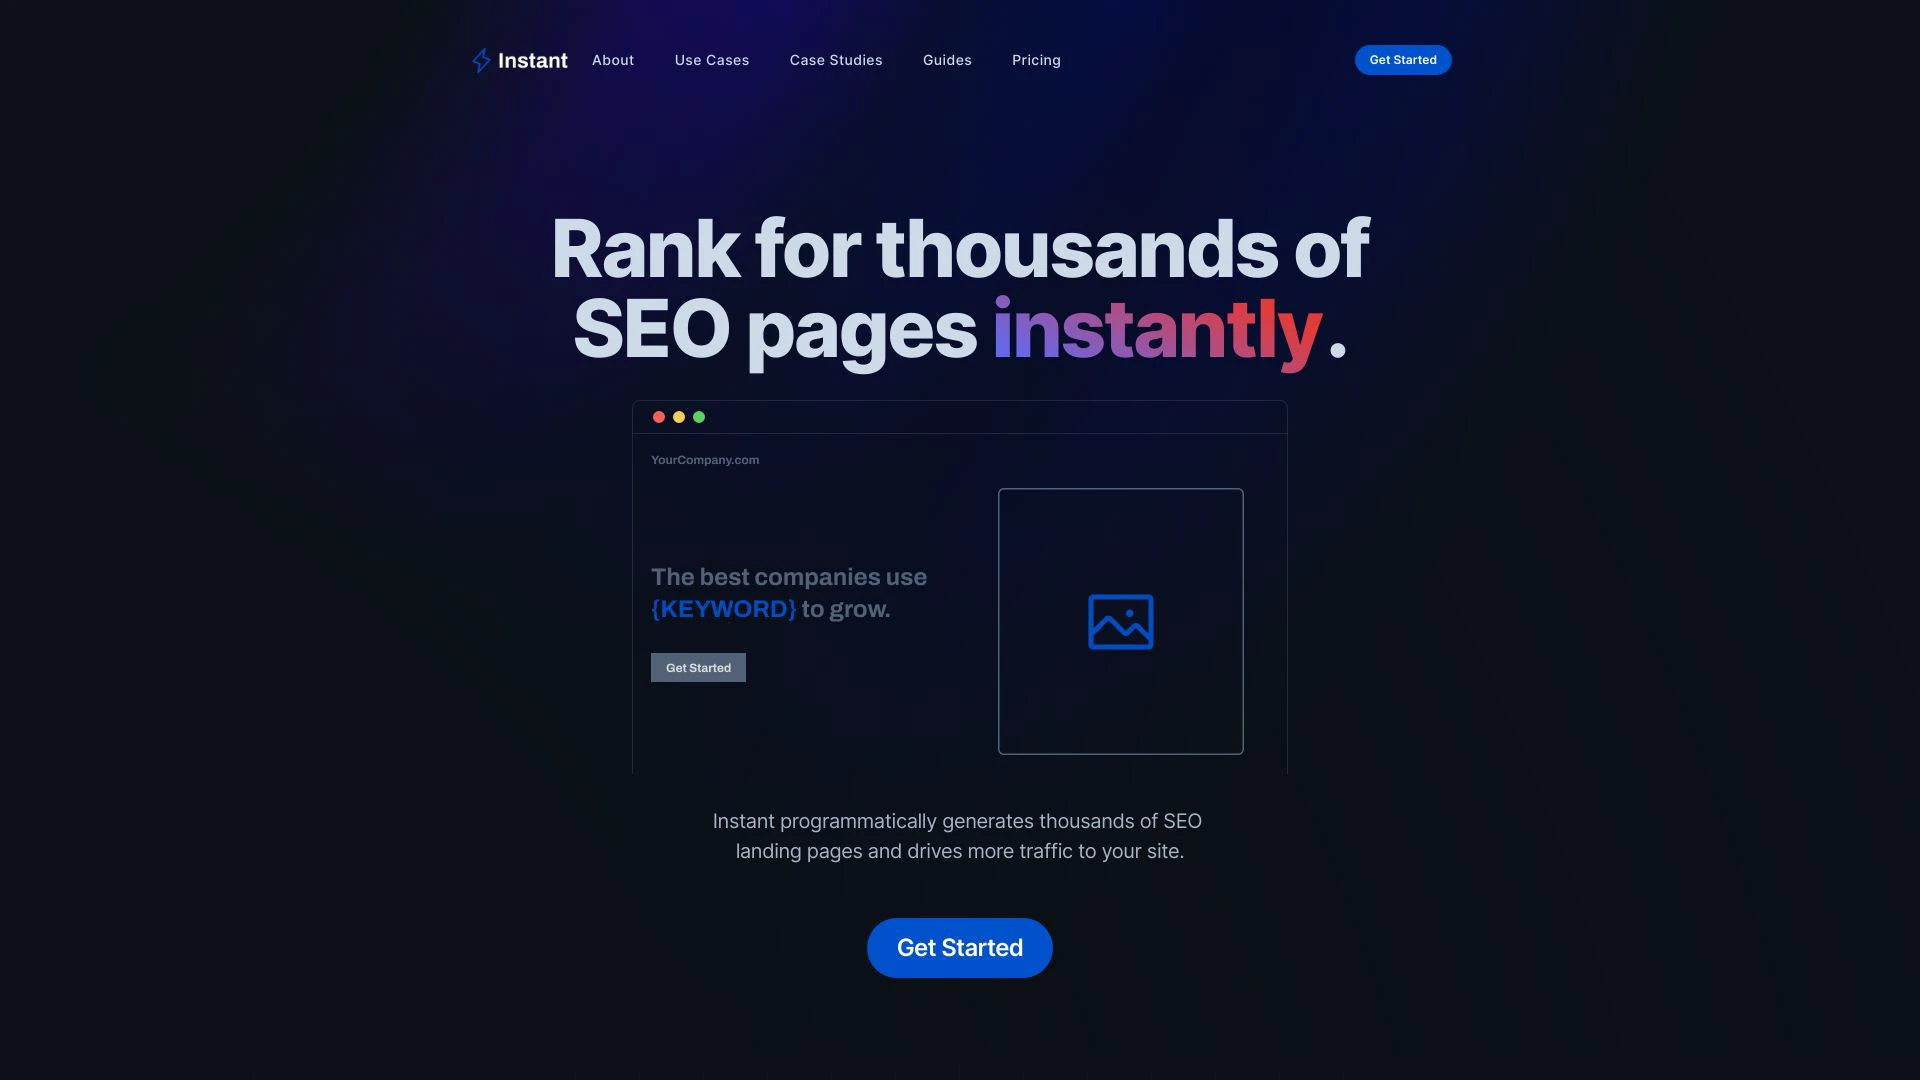 Instant
About
Use Cases
Case Studies
Guides
Pricing
Get Started
Rank for thousands of
SEO pages instantly.
YourCompany.com
The best companies use
{KEYWORD} to grow.
Get Started
Instant programmatically generates thousands of SEO
landing pages and drives more traffic to your site.
Get Started